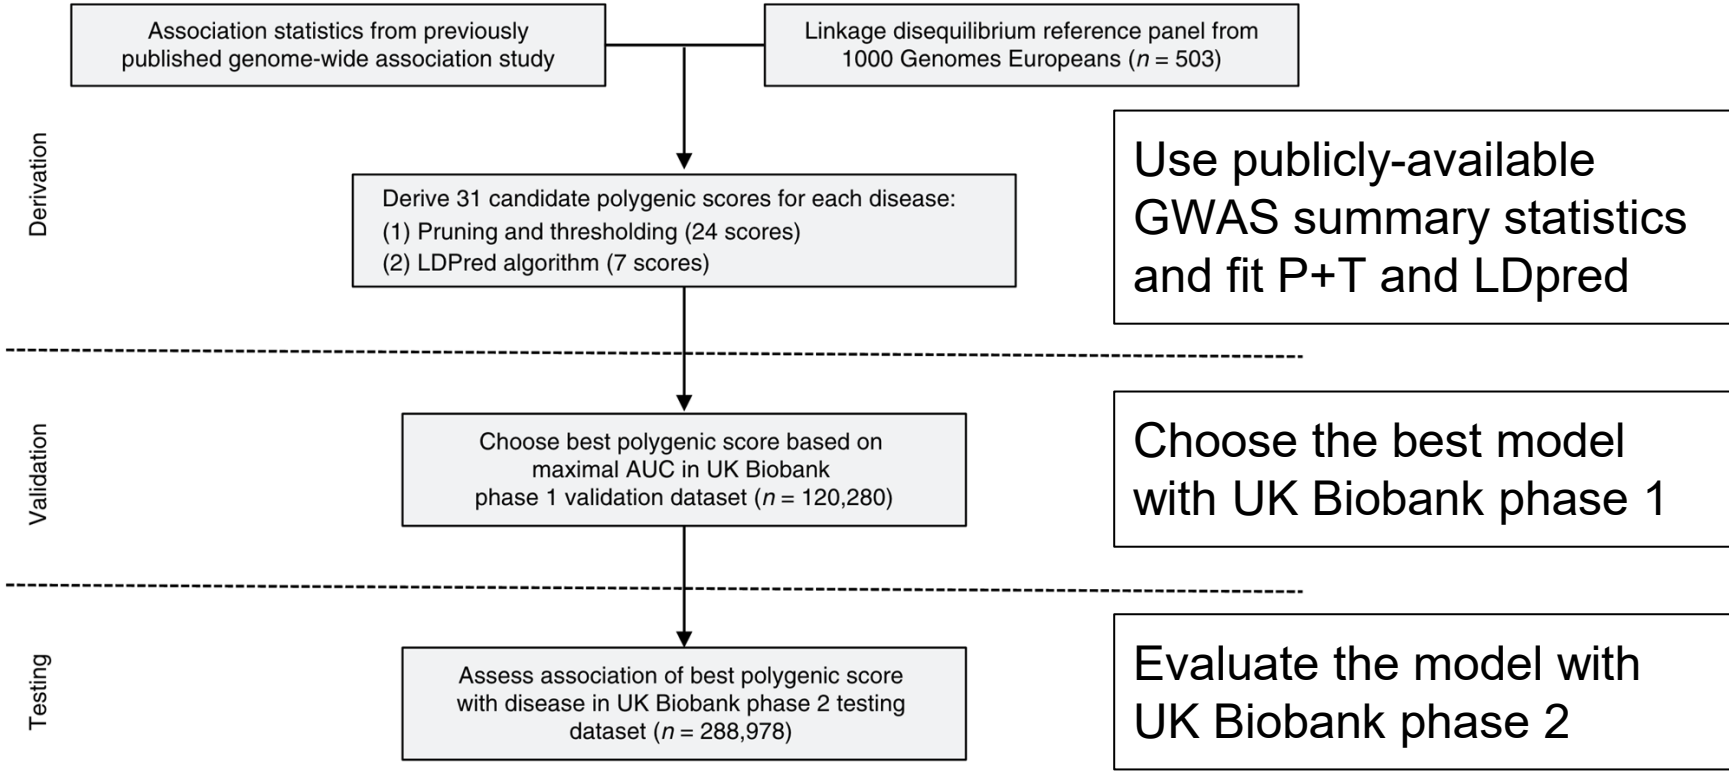 Association statistics from previously
published genome-wide association study
Linkage disequilibrium reference panel from
1000 Genomes Europeans (n = 503)
Derivation
Derive 31 candidate polygenic scores for each disease:
(1) Pruning and thresholding (24 scores)
(2) LDPred algorithm (7 scores)
Use publicly-available
GWAS summary statistics
and fit P+T and LDpred
Validation
Choose best polygenic score based on
maximal AUC in UK Biobank
phase 1 validation dataset (n = 120,280)
Choose the best model
with UK Biobank phase 1
Testing
Assess association of best polygenic score
with disease in UK Biobank phase 2 testing
dataset (n = 288,978)
Evaluate the model with
UK Biobank phase 2